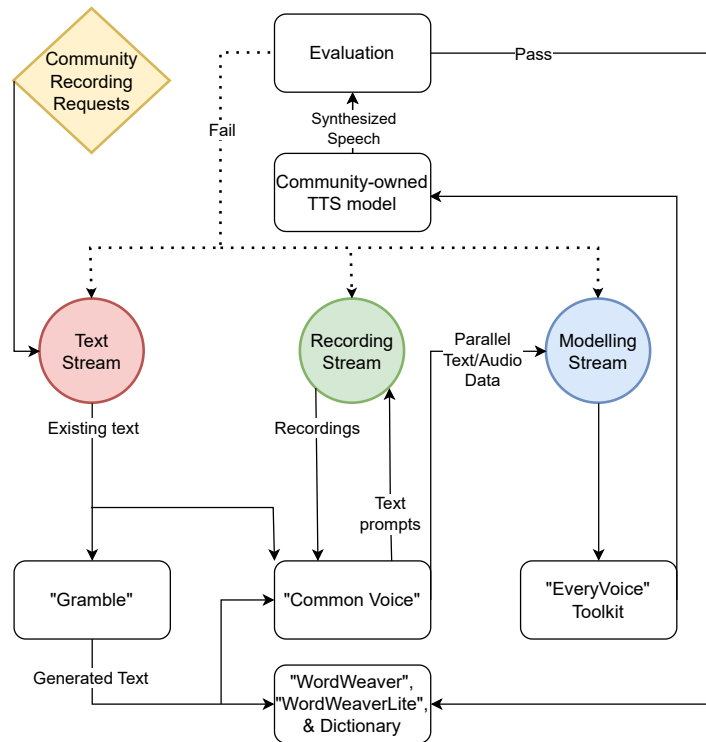 Community
Recording
Requests
Evaluation
Pass
Fail
Synthesized
Speech
Community-owned
TTS model
Text
Stream
Recording
Stream
Parallel
Text/Audio
Data
Modelling
Stream
Existing text
Recordings
Text
prompts
"Gramble"
"Common Voice"
"EveryVoice"
Toolkit
Generated Text
"WordWeaver",
"WordWeaverLite",
& Dictionary